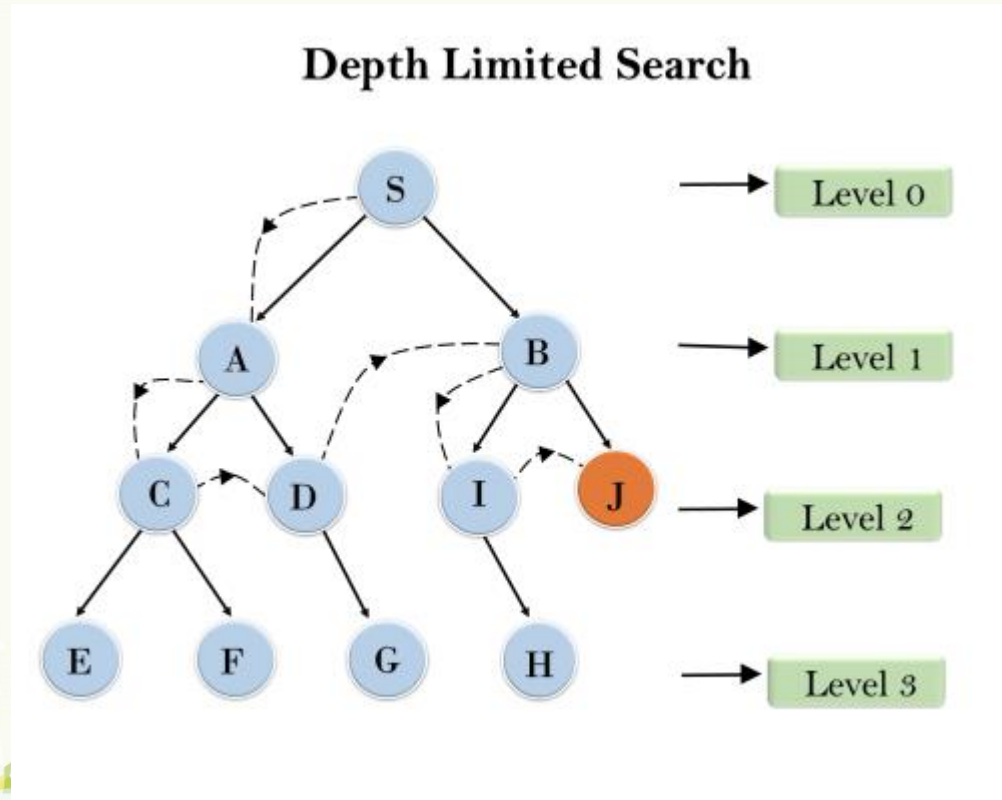 Depth Limited Search
S
Level 0
A
B
Level 1
C
D
I
J
Level 2
E
F
G
H
Level 3